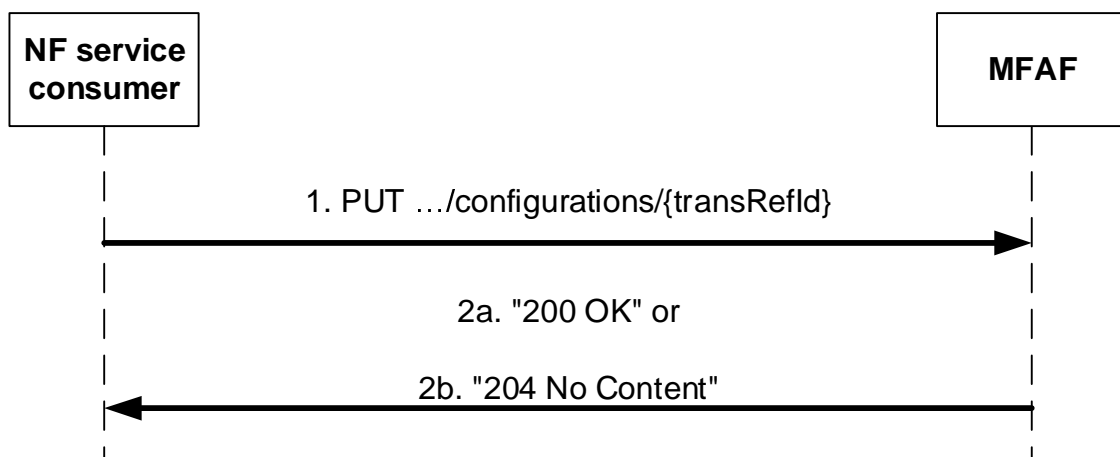 NF service
consumer
MFAF
1. PUT …/configurations/{transRefId}
2a. "200 OK" or
2b. "204 No Content"